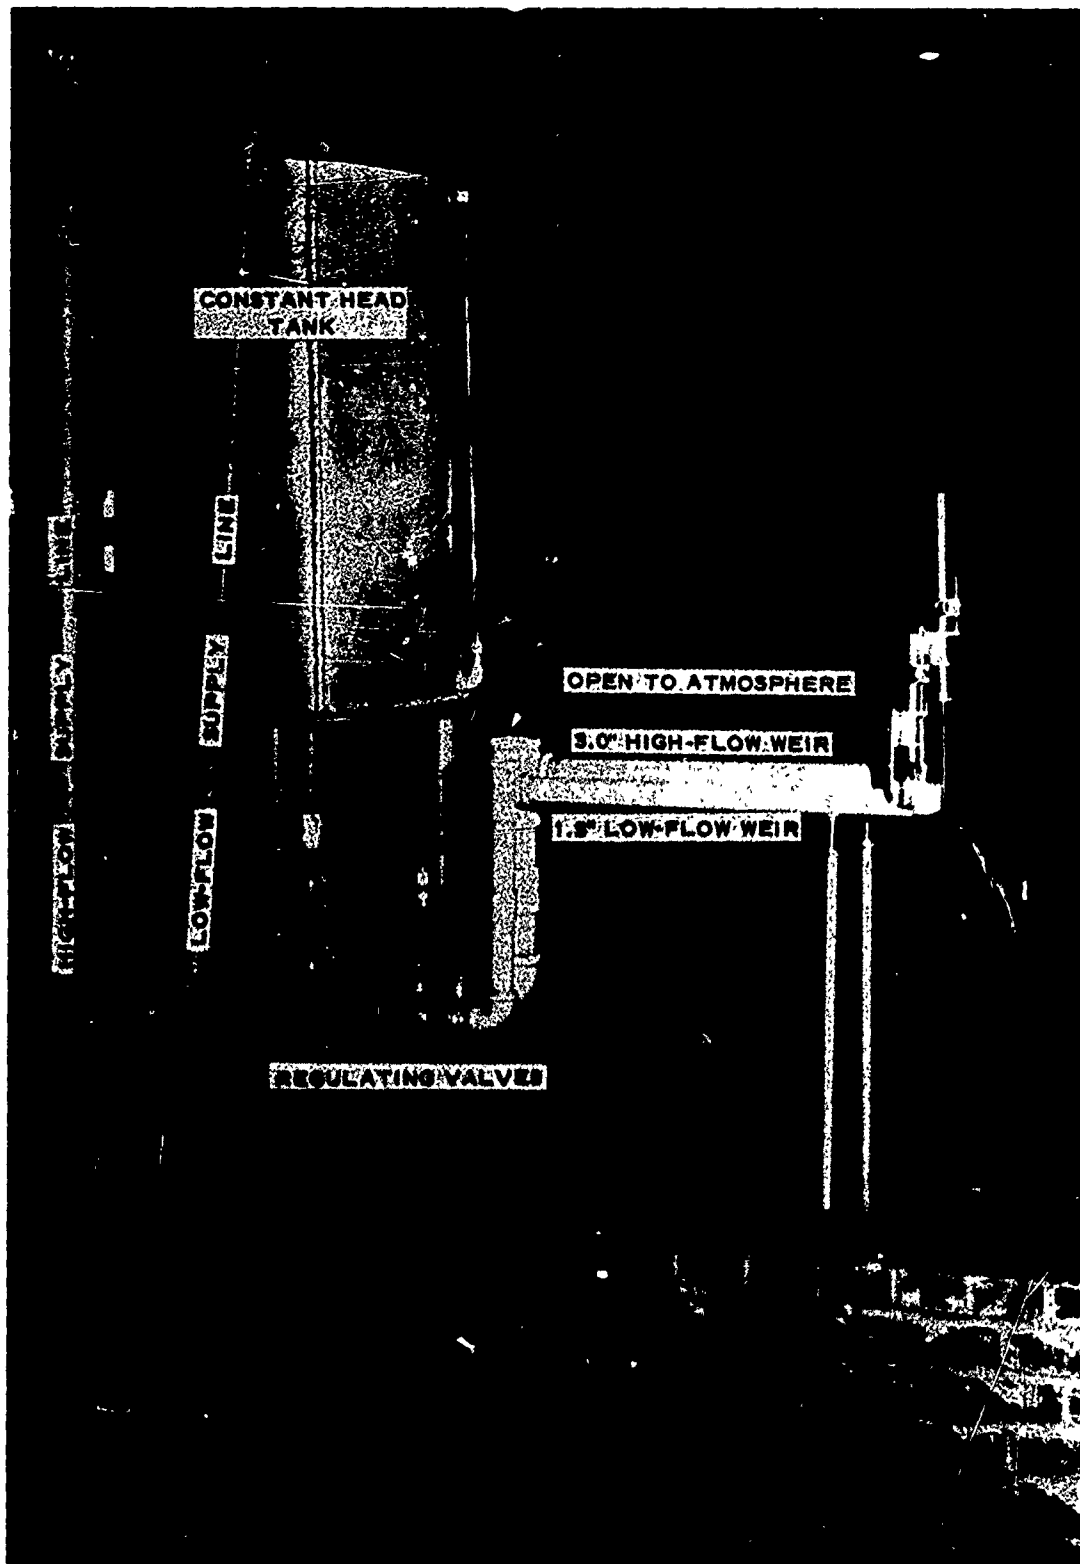 CONSTANT HEAD
TANK
HIGH-FLOW SUPPLY LINE
LOW-FLOW SUPPLY LINE
OPEN TO ATMOSPHERE
3.0" HIGH-FLOW WEIR
1.5" LOW-FLOW WEIR
REGULATING VALVES